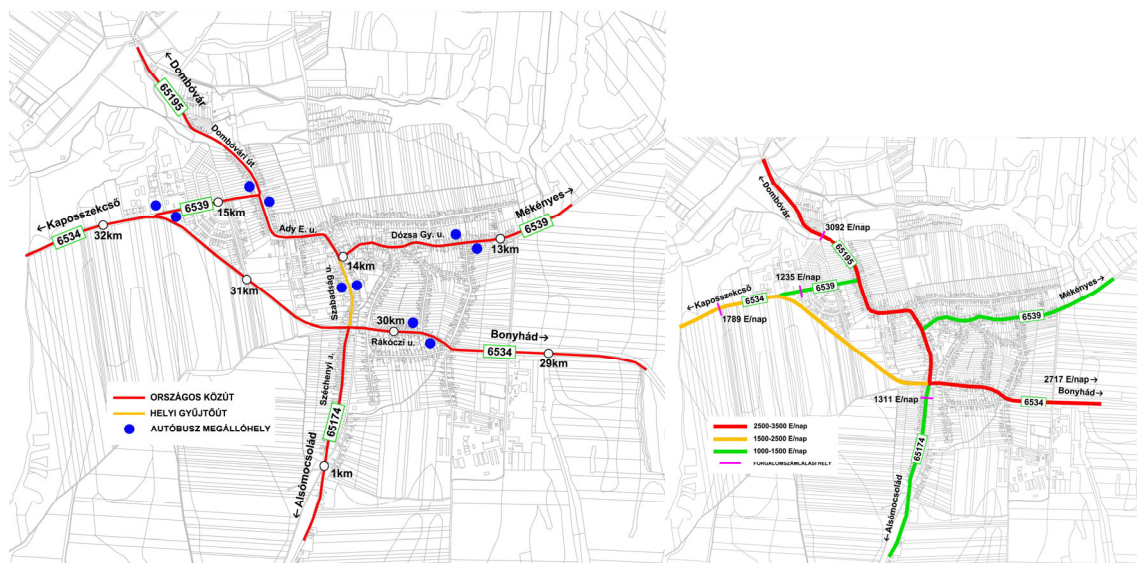 ←Dombóvár
65195
Dombóvári út.
←Kaposszekcső
6534
32km
6539
15km
Ady E. u.
Dózsa Gy. u.
Mékényes→
6539
13km
14km
31km
Szabadság u.
30km
Rákóczi u.
Bonyhád→
6534
29km
Széchenyi u.
65174
1km
←Alsómocsolád
ORSZÁGOS KÖZÚT
HELYI GYŰJTŐÚT
AUTÓBUSZ MEGÁLLÓHELY
←Dombóvár
3092 E/nap
65195
1235 E/nap
6539
←Kaposszekcső
6534
1789 E/nap
Mékényes→
6539
2717 E/nap→
Bonyhád
6534
1311 E/nap
65174
←Alsómocsolád
2500-3500 E/nap
1500-2500 E/nap
1000-1500 E/nap
FORGALOMSZÁMLÁLÁSI HELY